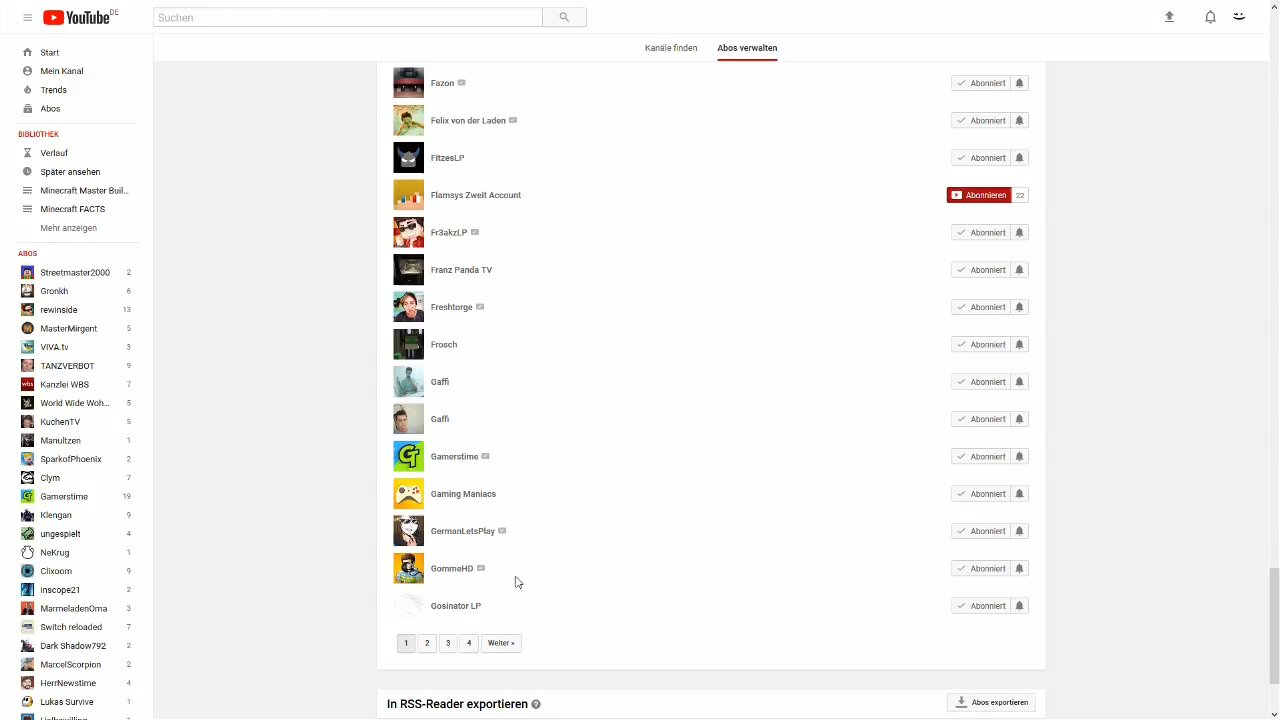 YouTube DE
Suchen
Kanäle finden
Abos verwalten
Start
Mein Kanal
Trends
Abos
BIBLIOTHEK
Verlauf
Später ansehen
Minecraft Master Buil...
Minecraft FACTS
Mehr anzeigen
ABOS
Streetmaster2000 2
Gronkh 6
rewinside 13
MasterMirgent 5
VIVA.tv 3
TANZVERBOT 9
wbs
Kanzlei WBS 7
World Wide Woh... 5
KuchenTV 5
Manultzen 1
SparkofPhoenix 2
Clym 7
Gamerstime 19
Klengan 9
ungespielt 4
NeKrug 1
Clixoom 9
inscope21 2
MarmeladenOma 3
Switch reloaded 7
Dark Shadow792 2
MarcelScorpion 2
HerrNewstime 4
Lukas Survive 2
Fazon Abonniert
Felix von der Laden Abonniert
FitzesLP Abonniert
Flamsys Zweit Account Abonnieren 22
Fr3akzLP Abonniert
Franz Panda TV Abonniert
Freshtorge Abonniert
Frosch Abonniert
Gaffi Abonniert
Gaffi Abonniert
GT
Gamerstime Abonniert
Gaming Maniacs Abonniert
GermanLetsPlay Abonniert
GommeHD Abonniert
Gosinator LP Abonniert
1 2 3 4 Weiter »
In RSS-Reader exportieren ?
Abos exportieren